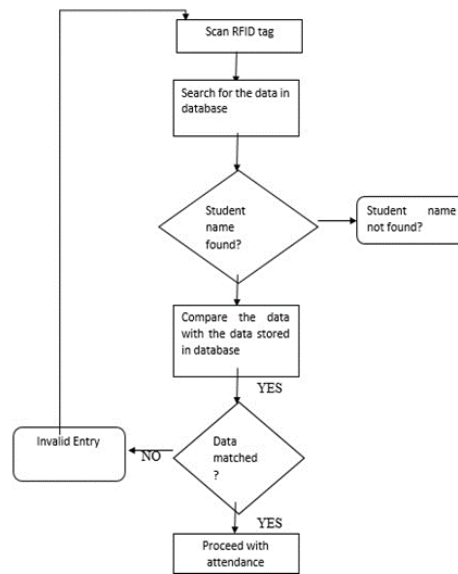 Scan RFID tag
Search for the data in
database
Student
name
found?
Student name
not found?
Compare the data
with the data stored
in database
YES
Data
matched
?
NO
Invalid Entry
YES
Proceed with
attendance